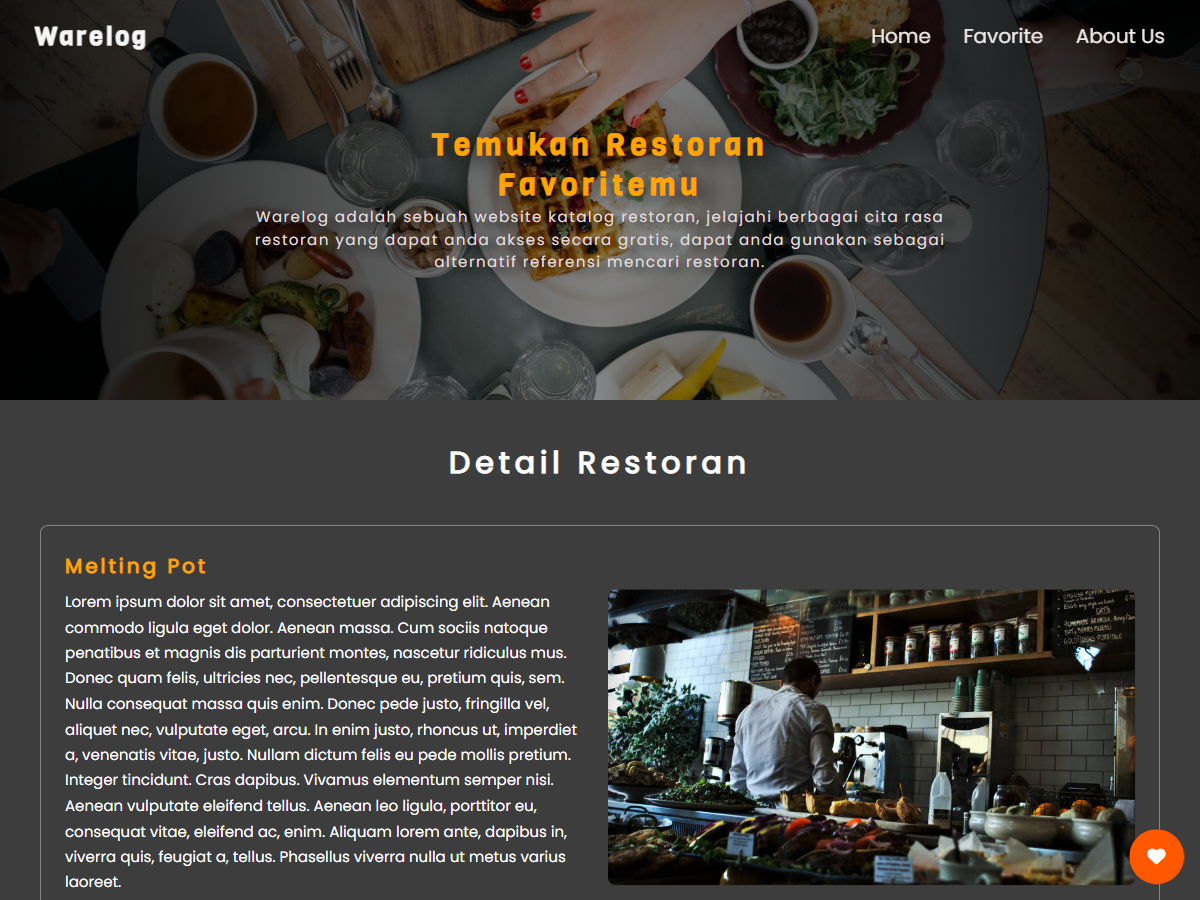 Warelog
Home Favorite About Us
Temukan Restoran
Favoritemu
Warelog adalah sebuah website katalog restoran, jelajahi berbagai cita rasa
restoran yang dapat anda akses secara gratis, dapat anda gunakan sebagai
alternatif referensi mencari restoran.
Detail Restoran
Melting Pot
Lorem ipsum dolor sit amet, consectetuer adipiscing elit. Aenean
commodo ligula eget dolor. Aenean massa. Cum sociis natoque
penatibus et magnis dis parturient montes, nascetur ridiculus mus.
Donec quam felis, ultricies nec, pellentesque eu, pretium quis, sem.
Nulla consequat massa quis enim. Donec pede justo, fringilla vel,
aliquet nec, vulputate eget, arcu. In enim justo, rhoncus ut, imperdiet
a, venenatis vitae, justo. Nullam dictum felis eu pede mollis pretium.
Integer tincidunt. Cras dapibus. Vivamus elementum semper nisi.
Aenean vulputate eleifend tellus. Aenean leo ligula, porttitor eu,
consequat vitae, eleifend ac, enim. Aliquam lorem ante, dapibus in,
viverra quis, feugiat a, tellus. Phasellus viverra nulla ut metus varius
laoreet.
OATS